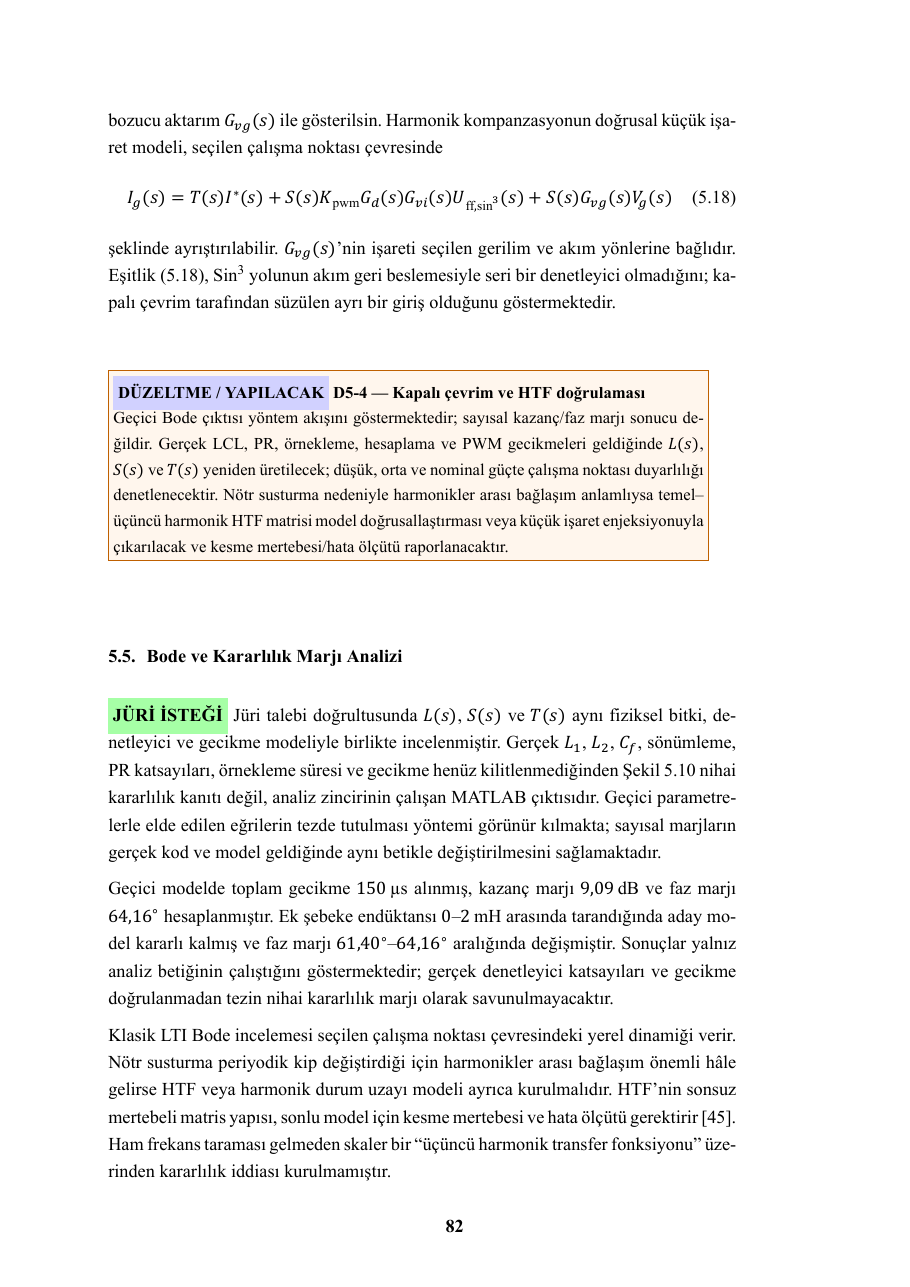 bozucu aktarım G_vg(s) ile gösterilsin. Harmonik kompanzasyonun doğrusal küçük işa-
ret modeli, seçilen çalışma noktası çevresinde
I_g(s) = T(s)I*(s) + S(s)K_pwm G_d(s)G_vi(s)U_ff,sin³(s) + S(s)G_vg(s)V_g(s) (5.18)
şeklinde ayrıştırılabilir. G_vg(s)’nin işareti seçilen gerilim ve akım yönlerine bağlıdır.
Eşitlik (5.18), Sin³ yolunun akım geri beslemesiyle seri bir denetleyici olmadığını; ka-
palı çevrim tarafından süzülen ayrı bir giriş olduğunu göstermektedir.
DÜZELTME / YAPILACAK D5-4 — Kapalı çevrim ve HTF doğrulaması
Geçici Bode çıktısı yöntem akışını göstermektedir; sayısal kazanç/faz marjı sonucu de-
ğildir. Gerçek LCL, PR, örnekleme, hesaplama ve PWM gecikmeleri geldiğinde L(s),
S(s) ve T(s) yeniden üretilecek; düşük, orta ve nominal güçte çalışma noktası duyarlılığı
denetlenecektir. Nötr susturma nedeniyle harmonikler arası bağlaşım anlamlıysa temel–
üçüncü harmonik HTF matrisi model doğrusallaştırması veya küçük işaret enjeksiyonuyla
çıkarılacak ve kesme mertebesi/hata ölçütü raporlanacaktır.
5.5. Bode ve Kararlılık Marjı Analizi
JÜRİ İSTEĞİ Jüri talebi doğrultusunda L(s), S(s) ve T(s) aynı fiziksel bitki, de-
netleyici ve gecikme modeliyle birlikte incelenmiştir. Gerçek L₁, L₂, C_f, sönümleme,
PR katsayıları, örnekleme süresi ve gecikme henüz kilitlenmediğinden Şekil 5.10 nihai
kararlılık kanıtı değil, analiz zincirinin çalışan MATLAB çıktısıdır. Geçici parametre-
lerle elde edilen eğrilerin tezde tutulması yöntemi görünür kılmakta; sayısal marjların
gerçek kod ve model geldiğinde aynı betikle değiştirilmesini sağlamaktadır.
Geçici modelde toplam gecikme 150 μs alınmış, kazanç marjı 9,09 dB ve faz marjı
64,16° hesaplanmıştır. Ek şebeke endüktansı 0–2 mH arasında tarandığında aday mo-
del kararlı kalmış ve faz marjı 61,40°–64,16° aralığında değişmiştir. Sonuçlar yalnız
analiz betiğinin çalıştığını göstermektedir; gerçek denetleyici katsayıları ve gecikme
doğrulanmadan tezin nihai kararlılık marjı olarak savunulmayacaktır.
Klasik LTI Bode incelemesi seçilen çalışma noktası çevresindeki yerel dinamiği verir.
Nötr susturma periyodik kip değiştirdiği için harmonikler arası bağlaşım önemli hâle
gelirse HTF veya harmonik durum uzayı modeli ayrıca kurulmalıdır. HTF’nin sonsuz
mertebeli matris yapısı, sonlu model için kesme mertebesi ve hata ölçütü gerektirir [45].
Ham frekans taraması gelmeden skaler bir “üçüncü harmonik transfer fonksiyonu” üze-
rinden kararlılık iddiası kurulmamıştır.
82